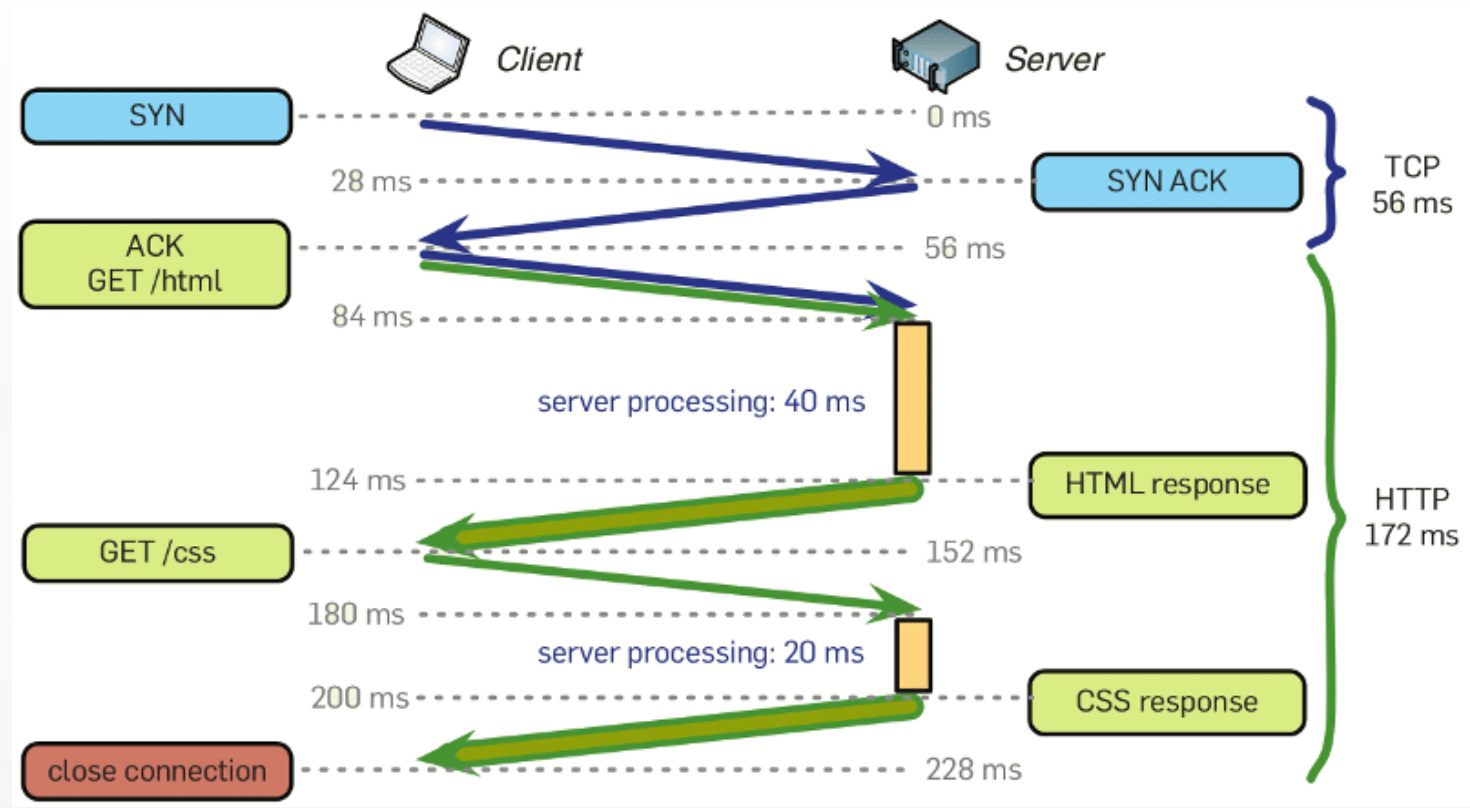 Client
Server
SYN
0 ms
28 ms
SYN ACK
TCP
56 ms
ACK
GET /html
56 ms
84 ms
server processing: 40 ms
124 ms
HTML response
HTTP
172 ms
GET /css
152 ms
180 ms
server processing: 20 ms
200 ms
CSS response
close connection
228 ms